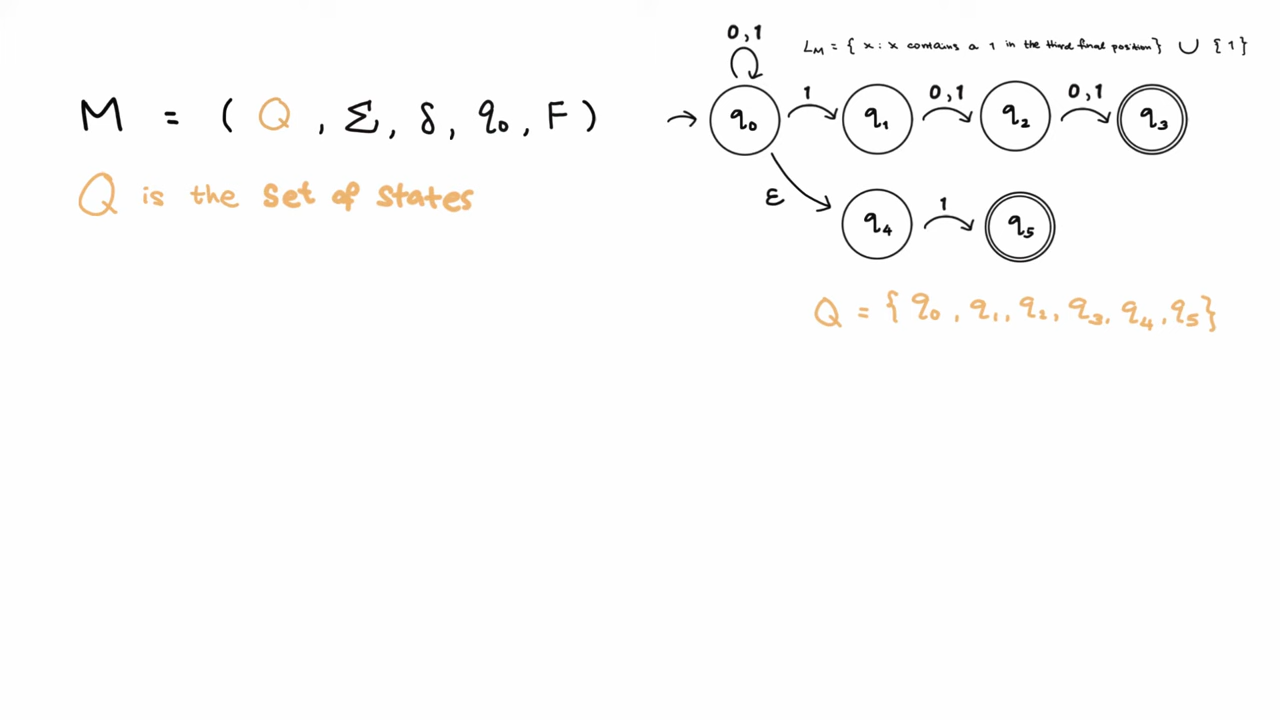 M = ( Q , Σ, δ, q₀, F )
Q is the set of states
L_M = { x : x contains a 1 in the third final position } ∪ { 1 }
0,1
q₀
1
q₁
0,1
q₂
0,1
q₃
ε
q₄
1
q₅
Q = { q₀, q₁, q₂, q₃, q₄, q₅ }